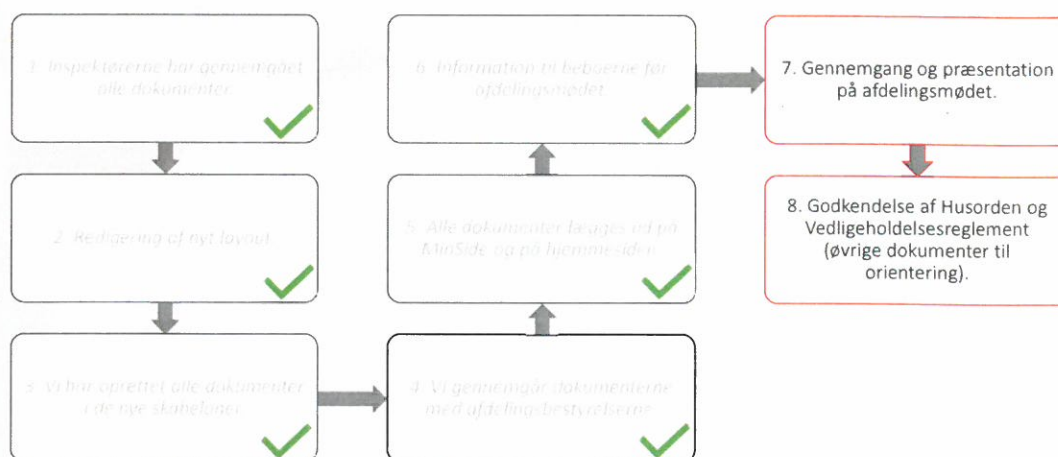 1. Inspektørerne har gennemgået
alle dokumenter.
2. Redigering af nyt layout
3. Vi har oprettet alle dokumenter
i de nye skabeloner.
4. Vi gennemgår dokumenterne
med afdelingsbestyrelserne.
5. Alle dokumenter lægges ud på
MinSide og på hjemmesiden.
6. Information til beboerne før
afdelingsmødet.
7. Gennemgang og præsentation
på afdelingsmødet.
8. Godkendelse af Husorden og
Vedligeholdelsesreglement
(øvrige dokumenter til
orientering).